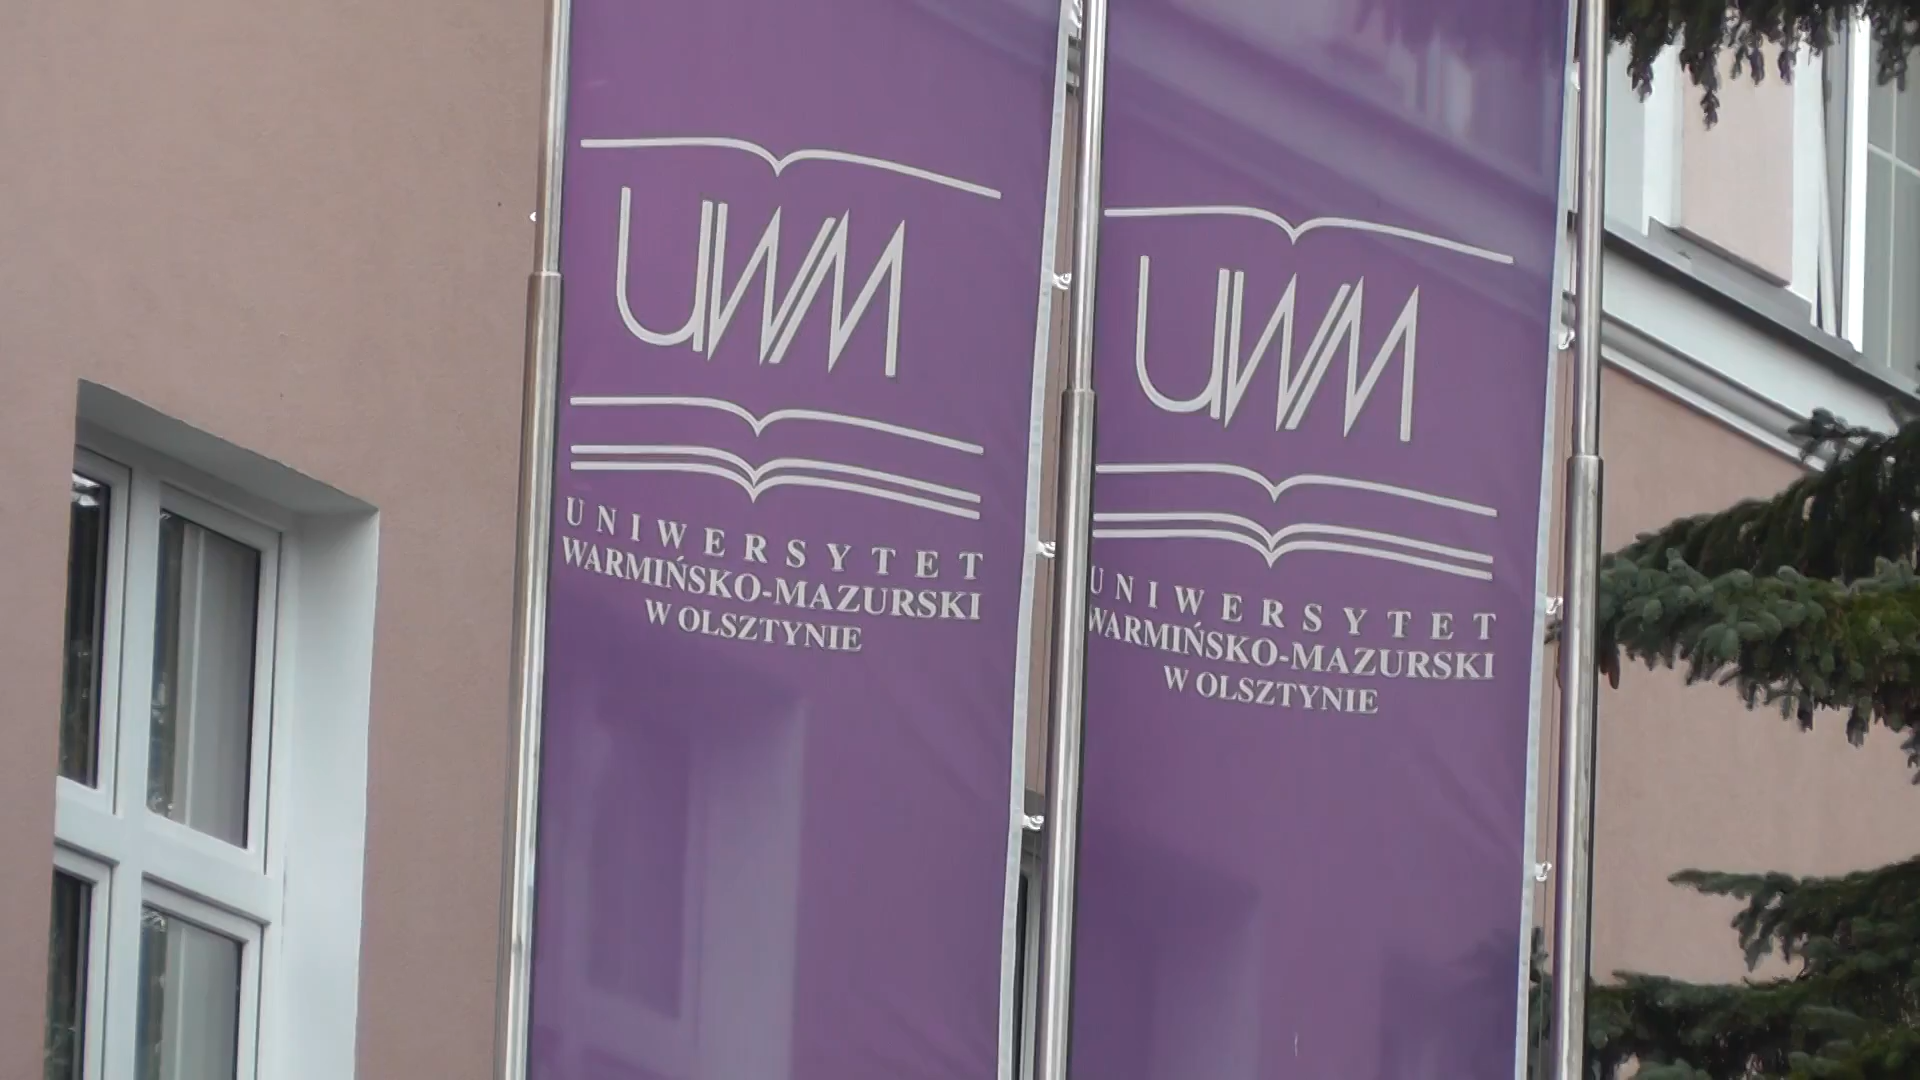 UWM
UNIWERSYTET
WARMIŃSKO-MAZURSKI
W OLSZTYNIE
UWM
UNIWERSYTET
WARMIŃSKO-MAZURSKI
W OLSZTYNIE